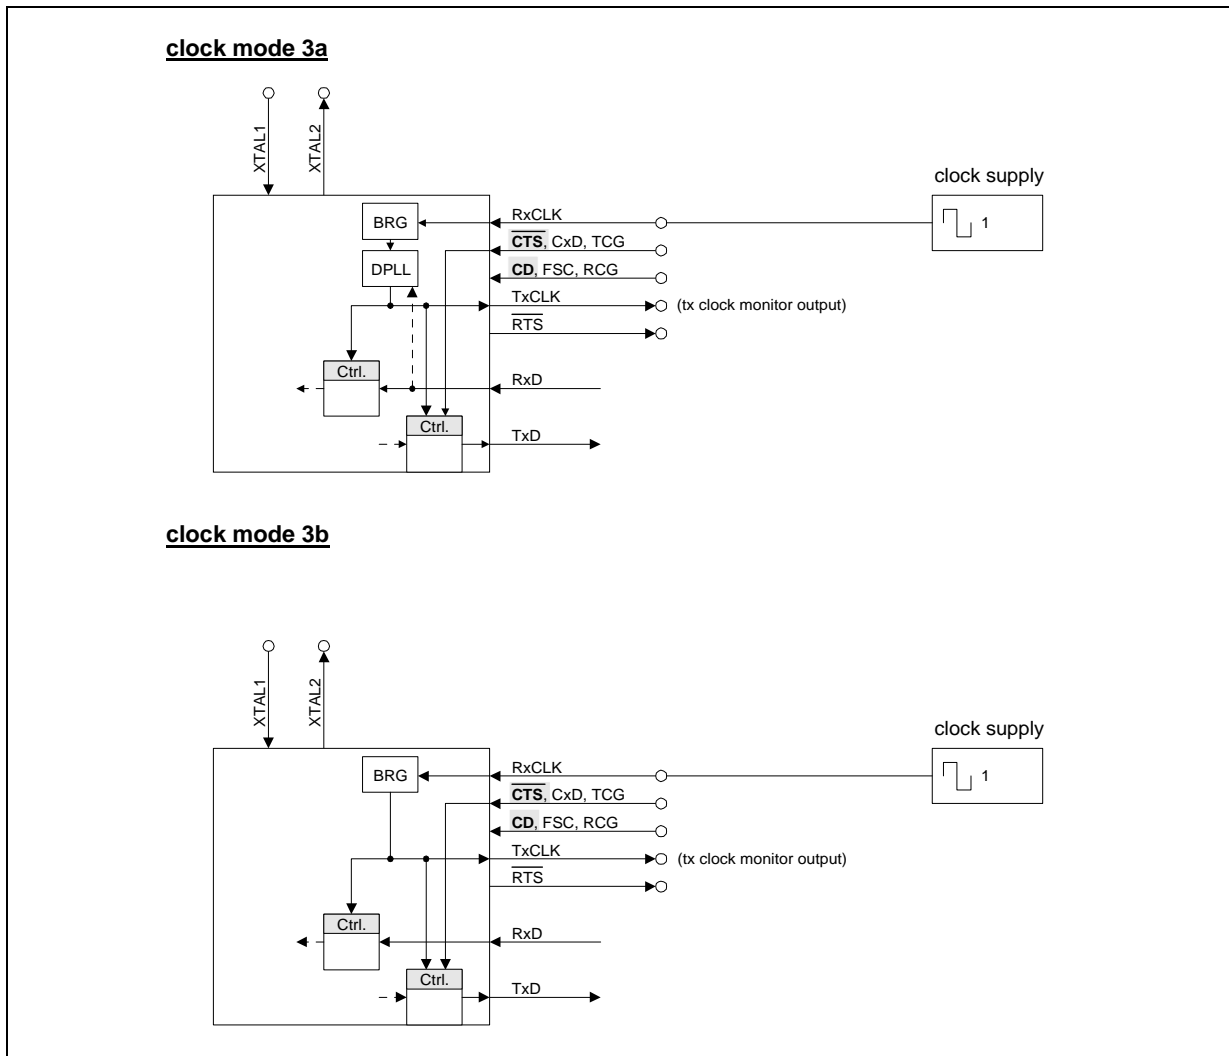 clock mode 3a
XTAL1
XTAL2
clock supply
BRG
RxCLK
1
CTS, CxD, TCG
DPLL
CD, FSC, RCG
TxCLK
(tx clock monitor output)
RTS
Ctrl.
RxD
Ctrl.
TxD
clock mode 3b
XTAL1
XTAL2
clock supply
BRG
RxCLK
1
CTS, CxD, TCG
CD, FSC, RCG
TxCLK
(tx clock monitor output)
RTS
Ctrl.
RxD
Ctrl.
TxD